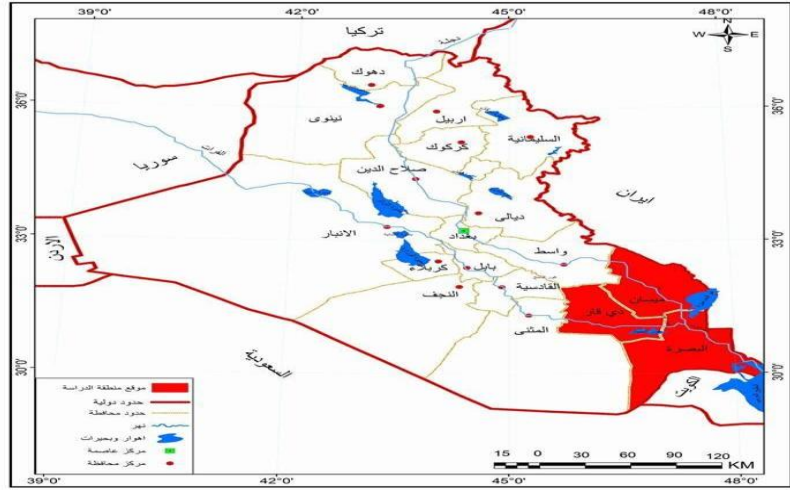 39°0' 42°0' 45°0' 48°0'
N
W E
S
تركيا
دجلة
دهوك
36°0' 36°0'
نينوى
اربيل
السليمانية
كركوك
الفرات
سوريا
صلاح الدين
ايران
ديالى
33°0' 33°0'
الاردن
الانبار
بغداد
واسط
كربلاء
بابل
القادسية
النجف
ميسان
ذي قار
المثنى
البصرة
السعودية
30°0' 30°0'
الكويت
موقع منطقة الدراسة
حدود دولية
حدود محافظة
نهر
اهوار وبحيرات
مركز عاصمة
مركز محافظة
15 0 30 60 90 120
KM
39°0' 42°0' 45°0' 48°0'